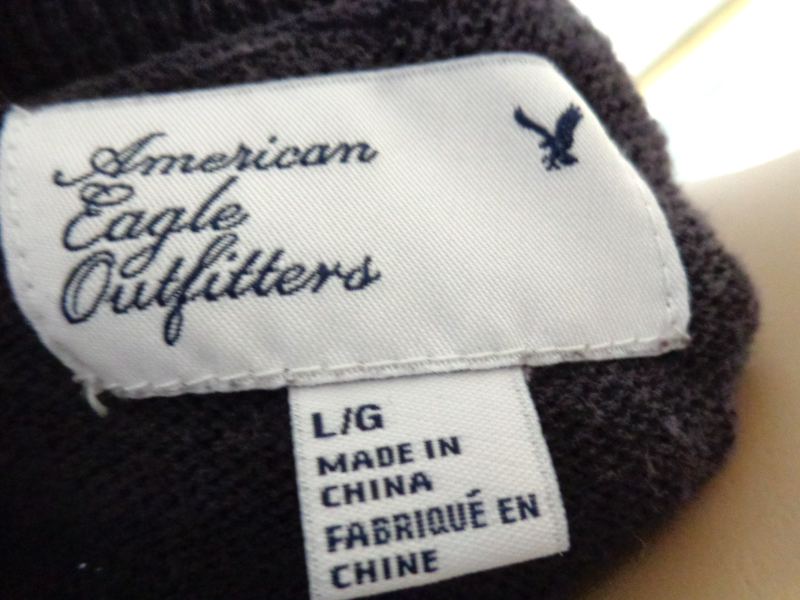 American
Eagle
Outfitters
L/G
MADE IN
CHINA
FABRIQUÉ EN
CHINE